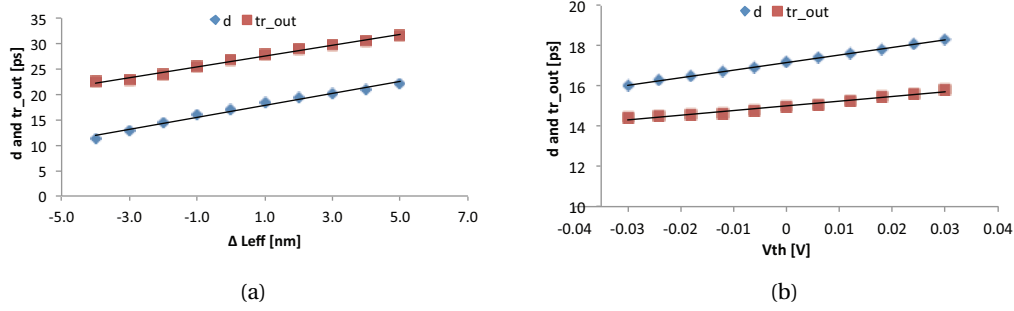 d tr_out
35
30
25
20
15
10
5
0
-5.0 -3.0 -1.0 1.0 3.0 5.0 7.0
d and tr_out [ps]
Δ Leff [nm]
(a)
d tr_out
20
18
16
14
12
10
-0.04 -0.03 -0.02 -0.01 0 0.01 0.02 0.03 0.04
d and tr_out [ps]
Vth [V]
(b)